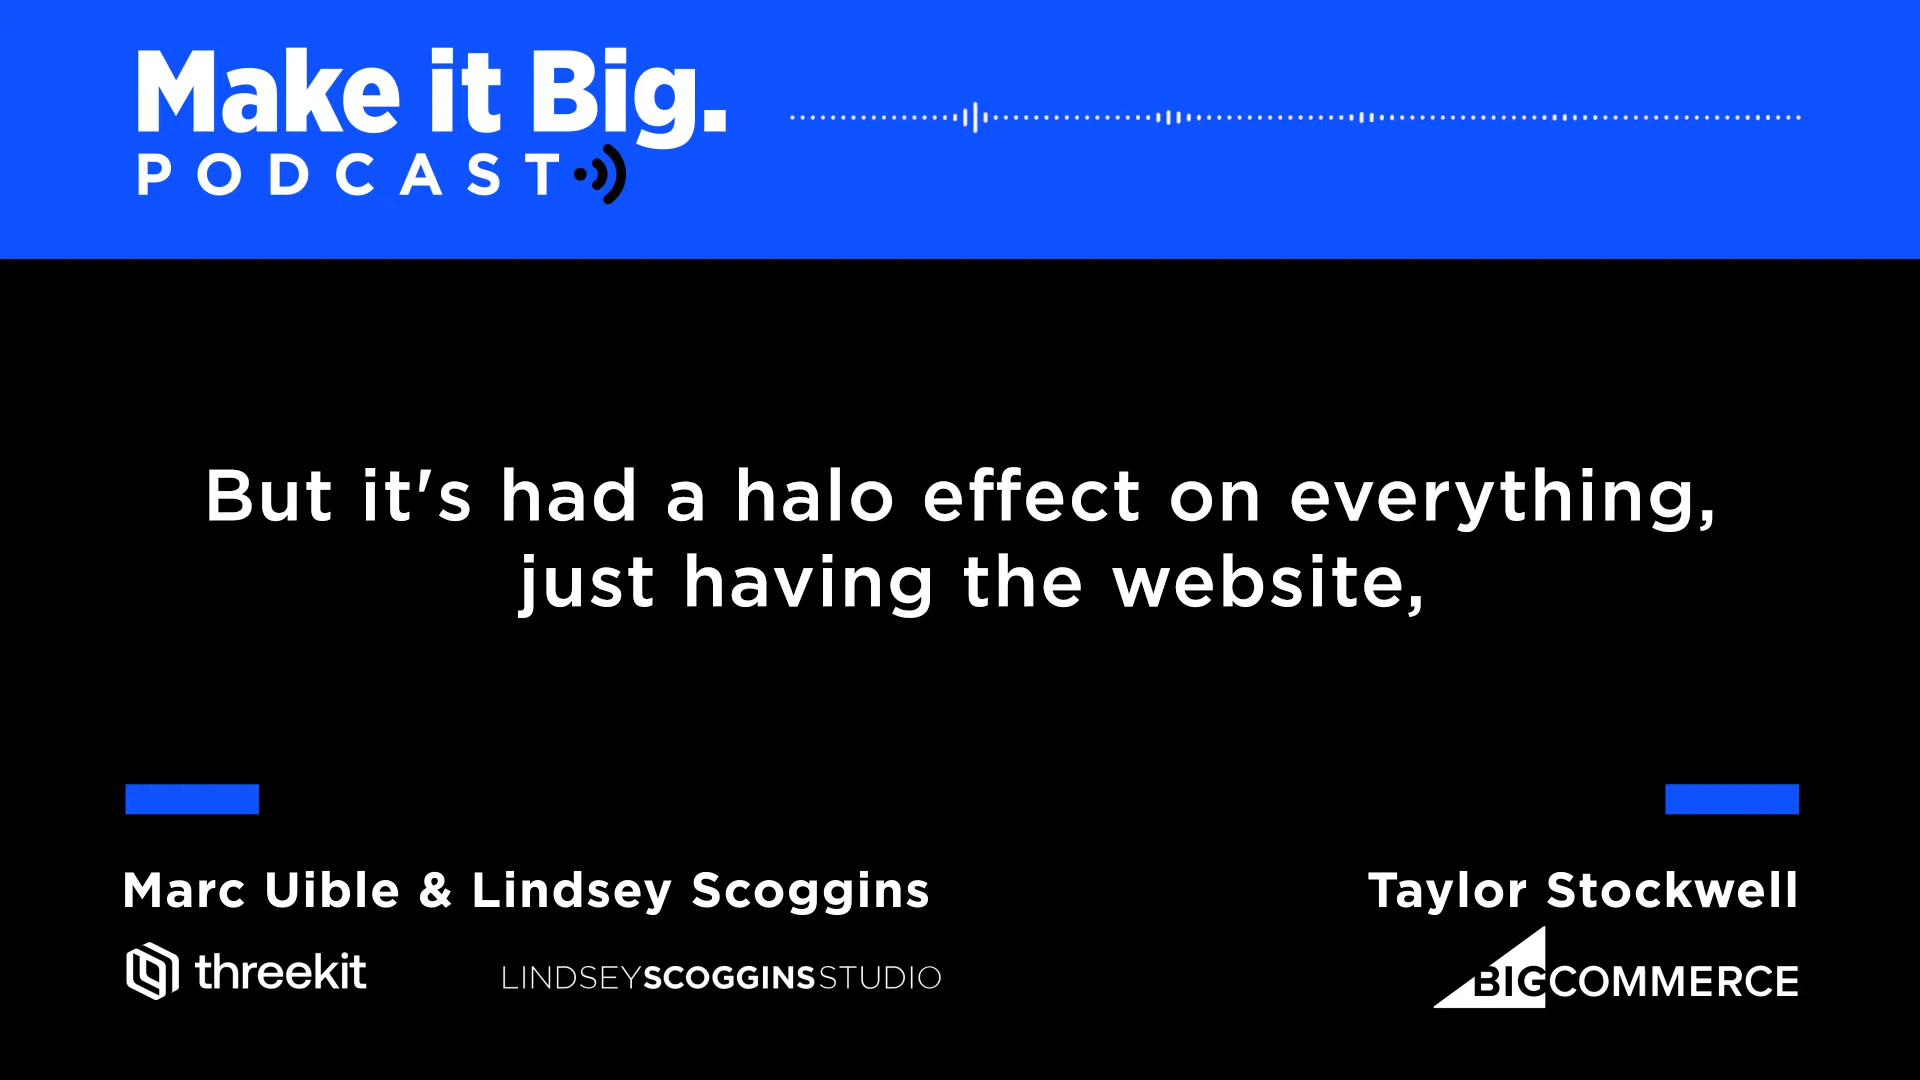 Make it Big.
PODCAST
But it's had a halo effect on everything,
just having the website,
Marc Uible & Lindsey Scoggins
Taylor Stockwell
threekit
LINDSEYSCOGGINSSTUDIO
BIGCOMMERCE